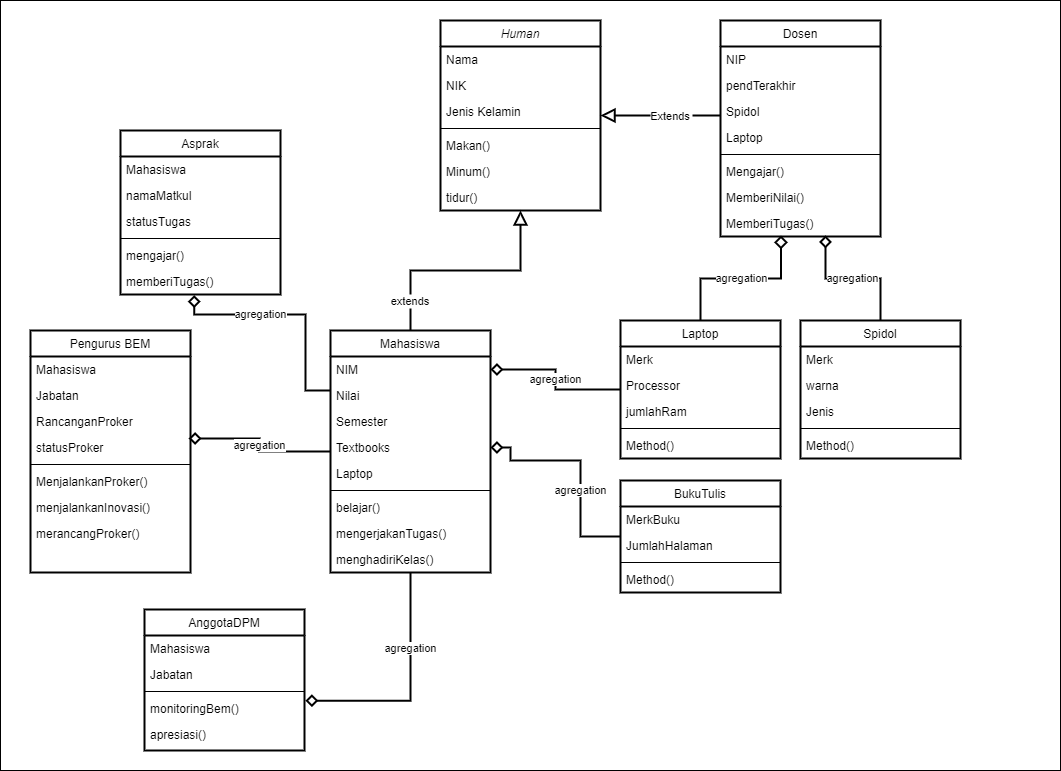 Human
Nama
NIK
Jenis Kelamin
Makan()
Minum()
tidur()
Dosen
NIP
pendTerakhir
Spidol
Laptop
Mengajar()
MemberiNilai()
MemberiTugas()
Extends
Asprak
Mahasiswa
namaMatkul
statusTugas
mengajar()
memberiTugas()
agregation
extends
agregation
agregation
Pengurus BEM
Mahasiswa
Jabatan
RancanganProker
statusProker
MenjalankanProker()
menjalankanInovasi()
merancangProker()
agregation
Mahasiswa
NIM
Nilai
Semester
Textbooks
Laptop
belajar()
mengerjakanTugas()
menghadiriKelas()
agregation
Laptop
Merk
Processor
jumlahRam
Method()
Spidol
Merk
warna
Jenis
Method()
agregation
BukuTulis
MerkBuku
JumlahHalaman
Method()
AnggotaDPM
Mahasiswa
Jabatan
monitoringBem()
apresiasi()
agregation